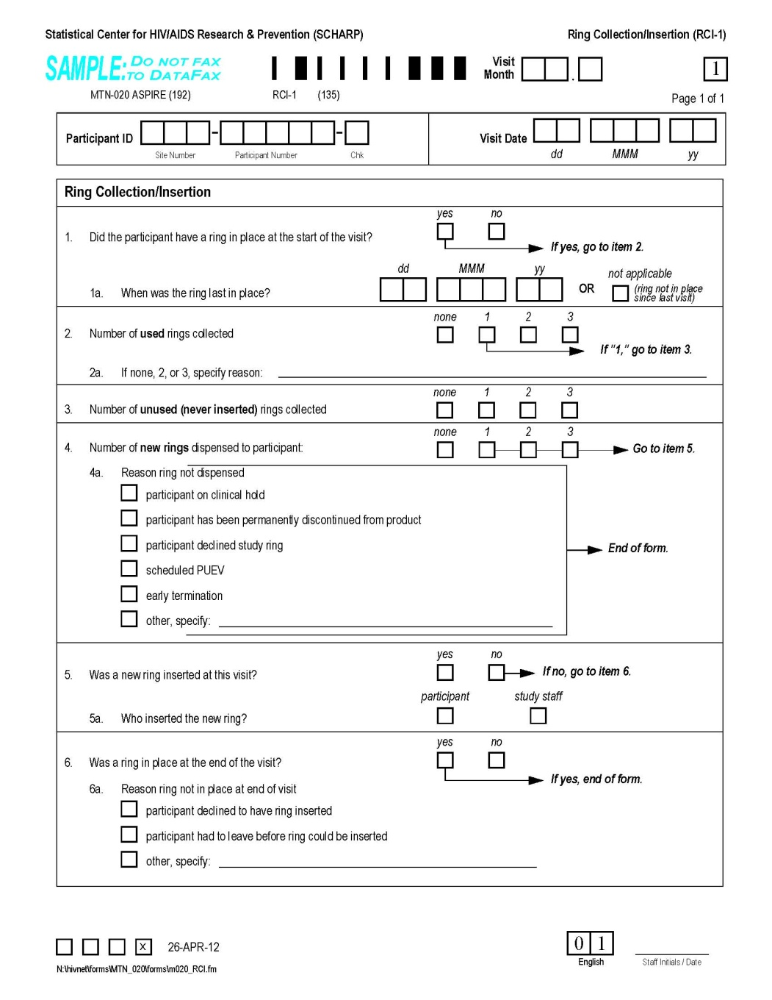 Statistical Center for HIV/AIDS Research & Prevention (SCHARP) Ring Collection/Insertion (RCI-1)
SAMPLE: DO NOT FAX TO DATAFAX
Visit Month . 1
MTN-020 ASPIRE (192) RCI-1 (135) Page 1 of 1
Participant ID - - Visit Date
Site Number Participant Number Chk dd MMM yy
Ring Collection/Insertion
yes no
1. Did the participant have a ring in place at the start of the visit?
If yes, go to item 2.
dd MMM yy not applicable
1a. When was the ring last in place? OR (ring not in place since last visit)
none 1 2 3
2. Number of used rings collected
If "1," go to item 3.
2a. If none, 2, or 3, specify reason:
none 1 2 3
3. Number of unused (never inserted) rings collected
none 1 2 3
4. Number of new rings dispensed to participant: Go to item 5.
4a. Reason ring not dispensed
participant on clinical hold
participant has been permanently discontinued from product
participant declined study ring
End of form.
scheduled PUEV
early termination
other, specify:
yes no
5. Was a new ring inserted at this visit? If no, go to item 6.
participant study staff
5a. Who inserted the new ring?
yes no
6. Was a ring in place at the end of the visit?
If yes, end of form.
6a. Reason ring not in place at end of visit
participant declined to have ring inserted
participant had to leave before ring could be inserted
other, specify:
x 26-APR-12 0 1
English Staff Initials / Date
N:\hivnet\forms\MTN_020\forms\m020_RCI.fm